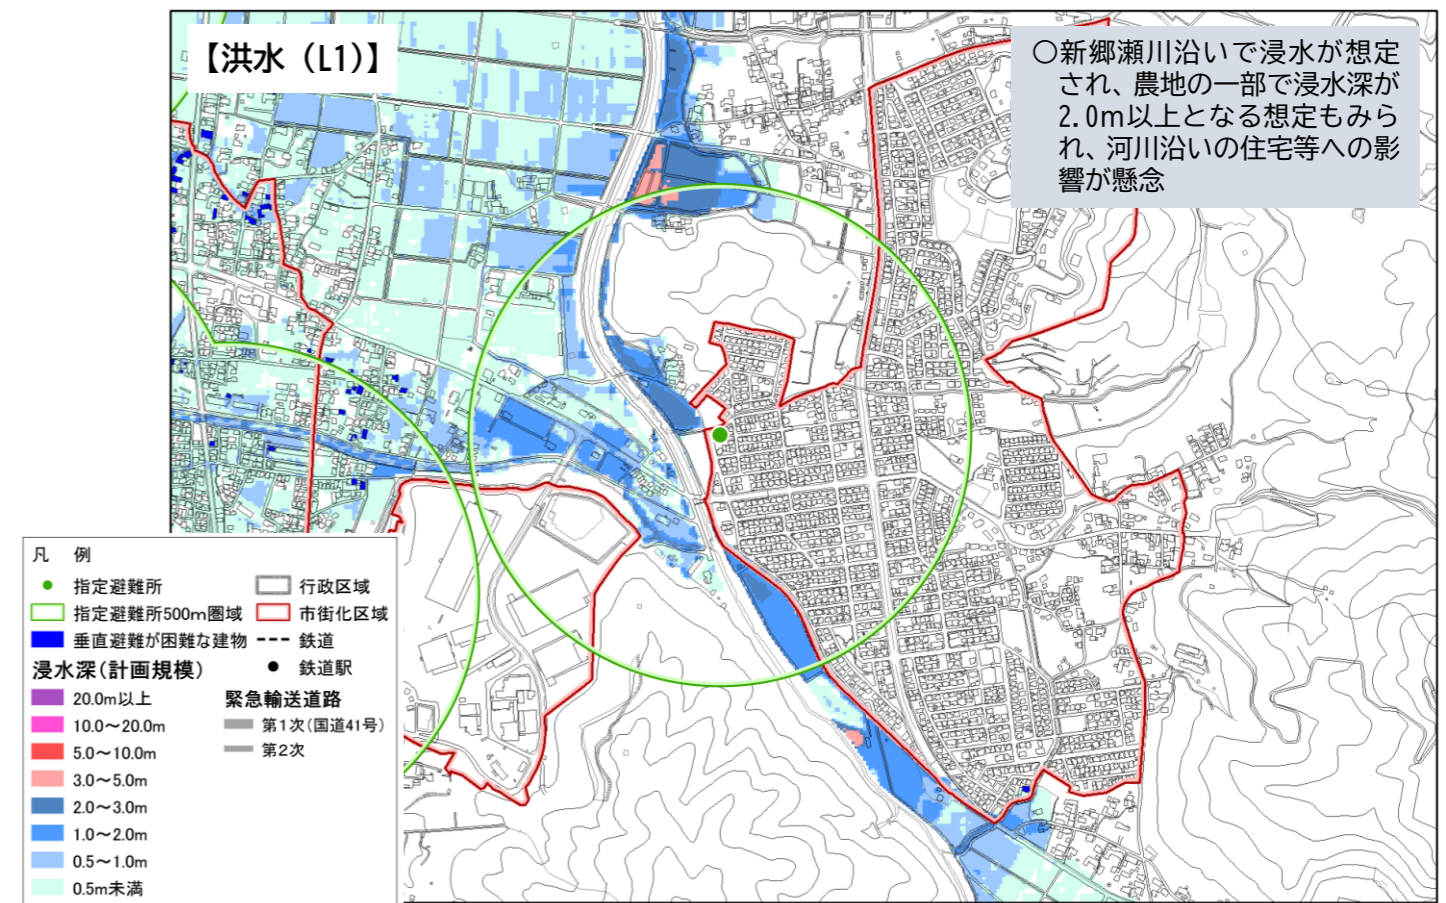 【洪水（L1）】
○新郷瀬川沿いで浸水が想定
され、農地の一部で浸水深が
2.0m以上となる想定もみら
れ、河川沿いの住宅等への影
響が懸念
凡　例
指定避難所
行政区域
指定避難所500m圏域
市街化区域
垂直避難が困難な建物
鉄道
浸水深(計画規模)
鉄道駅
20.0m以上
緊急輸送道路
10.0～20.0m
第1次(国道41号)
5.0～10.0m
第2次
3.0～5.0m
2.0～3.0m
1.0～2.0m
0.5～1.0m
0.5m未満